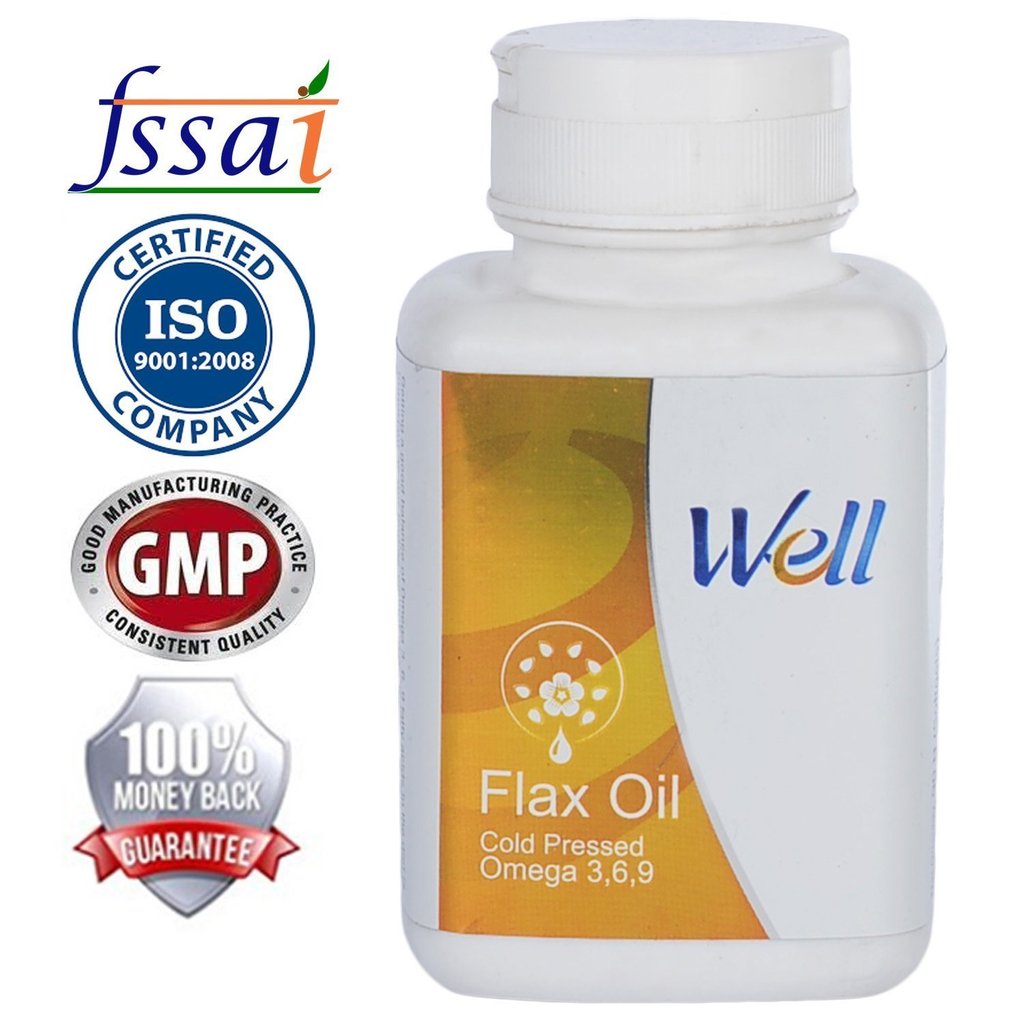 fssai
CERTIFIED
ISO
9001:2008
COMPANY
GOOD MANUFACTURING PRACTICE
GMP
CONSISTENT QUALITY
100%
MONEY BACK
GUARANTEE
Well
Flax Oil
Cold Pressed
Omega 3,6,9